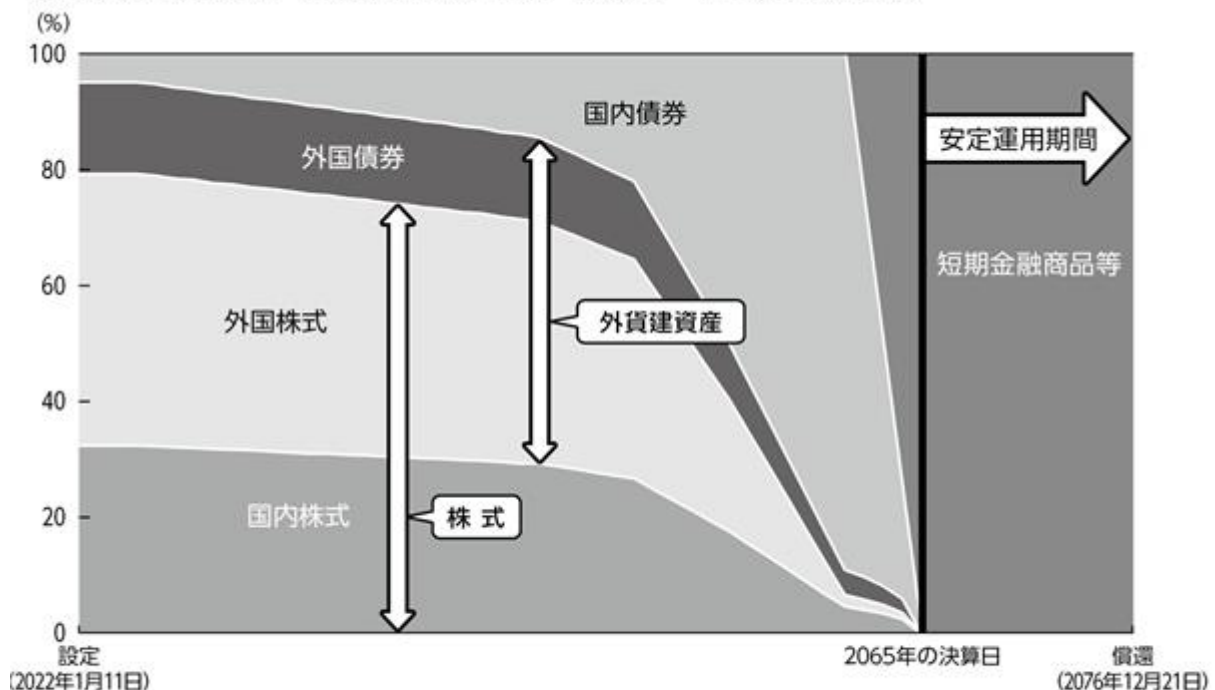 (%)
100
80
60
40
20
0
国内債券
外国債券
外国株式
国内株式
外貨建資産
株 式
安定運用期間
短期金融商品等
設定
(2022年1月11日)
2065年の決算日
償還
(2076年12月21日)